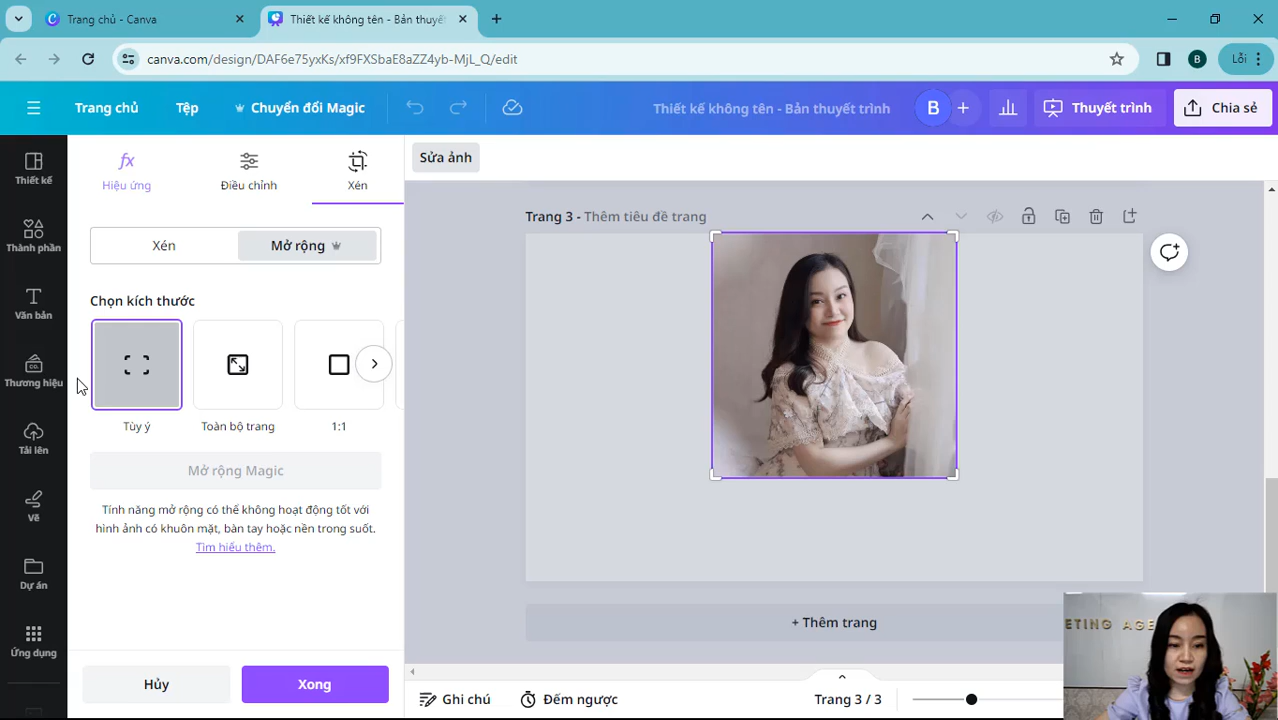 Trang chủ - Canva
Thiết kế không tên - Bản thuyết
canva.com/design/DAF6e75yxKs/xf9FXSbaE8aZZ4yb-MjL_Q/edit
B
Lỗi
Trang chủ
Tệp
Chuyển đổi Magic
Thiết kế không tên - Bản thuyết trình
B
Thuyết trình
Chia sẻ
Thiết kế
Thành phần
Văn bản
CO.
Thương hiệu
Tải lên
Vẽ
Dự án
Ứng dụng
fx
Hiệu ứng
Điều chỉnh
Xén
Xén
Mở rộng
Chọn kích thước
Tùy ý
Toàn bộ trang
1:1
Mở rộng Magic
Tính năng mở rộng có thể không hoạt động tốt với
hình ảnh có khuôn mặt, bàn tay hoặc nền trong suốt.
Tìm hiểu thêm.
Hủy
Xong
Sửa ảnh
Trang 3 - Thêm tiêu đề trang
+ Thêm trang
Ghi chú
Đếm ngược
Trang 3 / 3
ETING AGE